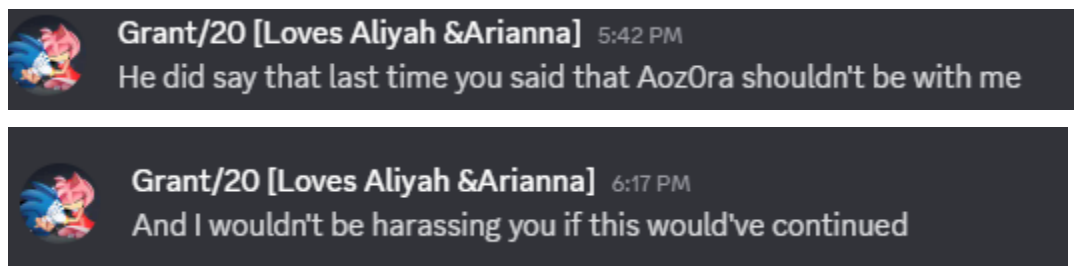 Grant/20 [Loves Aliyah &Arianna] 5:42 PM
He did say that last time you said that Aoz0ra shouldn't be with me
Grant/20 [Loves Aliyah &Arianna] 6:17 PM
And I wouldn't be harassing you if this would've continued